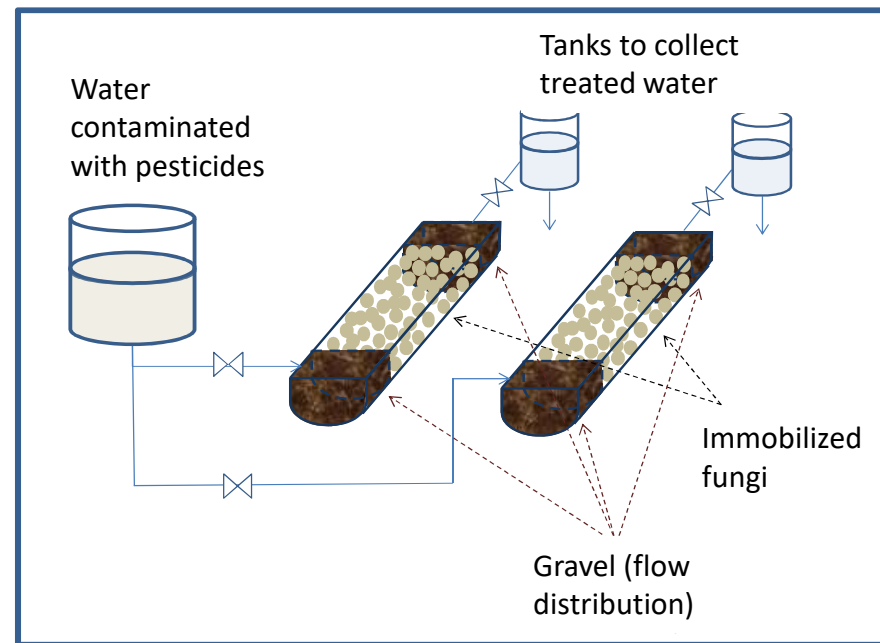 Water
contaminated
with pesticides
Tanks to collect
treated water
Immobilized
fungi
Gravel (flow
distribution)